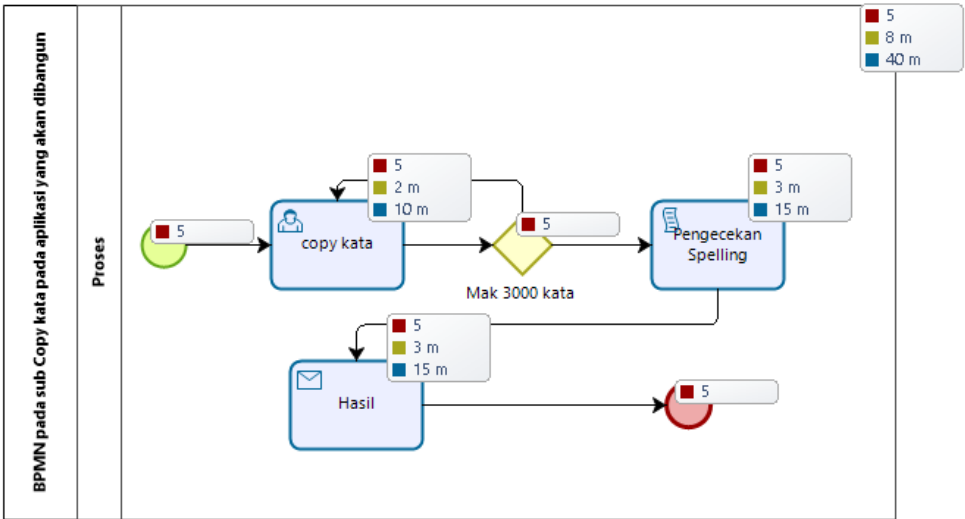 BPMN pada sub Copy kata pada aplikasi yang akan dibangun
Proses
5
8 m
40 m
5
2 m
10 m
5
3 m
15 m
5
5
copy kata
Pengecekan
Spelling
Mak 3000 kata
5
3 m
15 m
Hasil
5